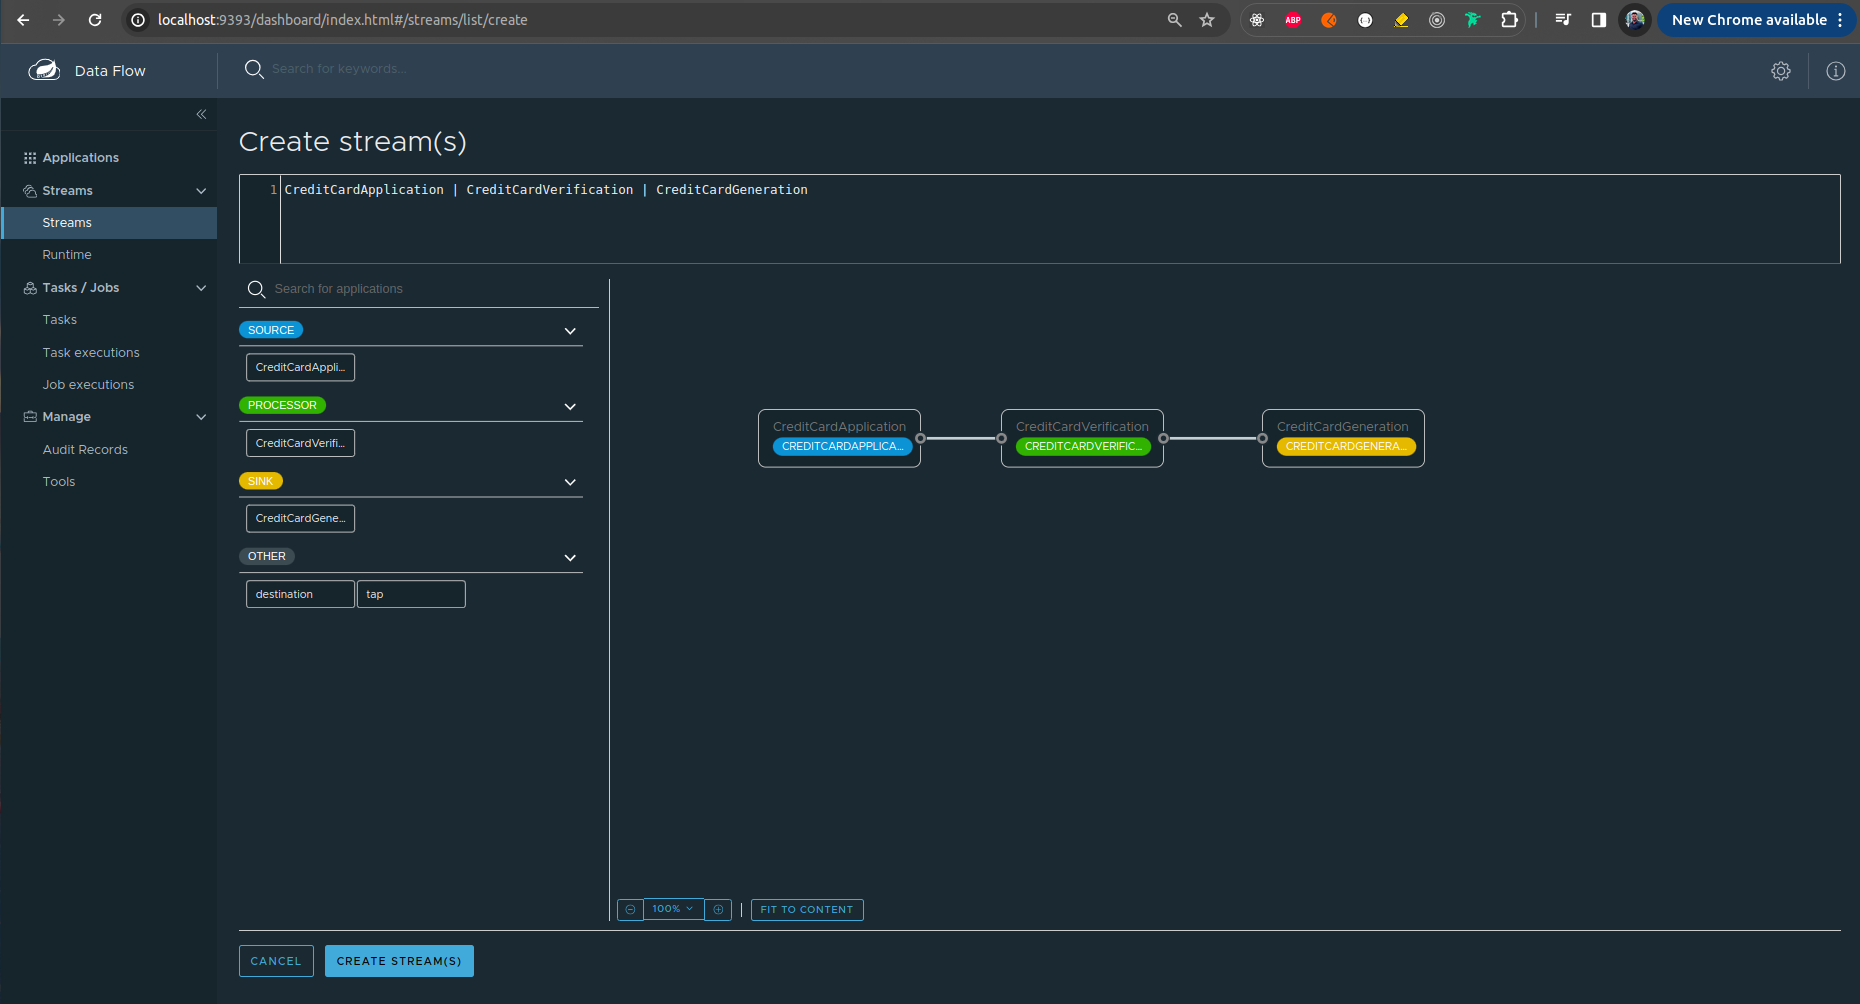 localhost:9393/dashboard/index.html#/streams/list/create
ABP
New Chrome available
Data Flow
Search for keywords...
Applications
Streams
Streams
Runtime
Tasks / Jobs
Tasks
Task executions
Job executions
Manage
Audit Records
Tools
Create stream(s)
1 CreditCardApplication | CreditCardVerification | CreditCardGeneration
Search for applications
SOURCE
CreditCardAppli...
PROCESSOR
CreditCardVerifi...
SINK
CreditCardGene...
OTHER
destination tap
CreditCardApplication CreditCardVerification CreditCardGeneration
CREDITCARDAPPLICA... CREDITCARDVERIFIC... CREDITCARDGENERA...
100% FIT TO CONTENT
CANCEL CREATE STREAM(S)